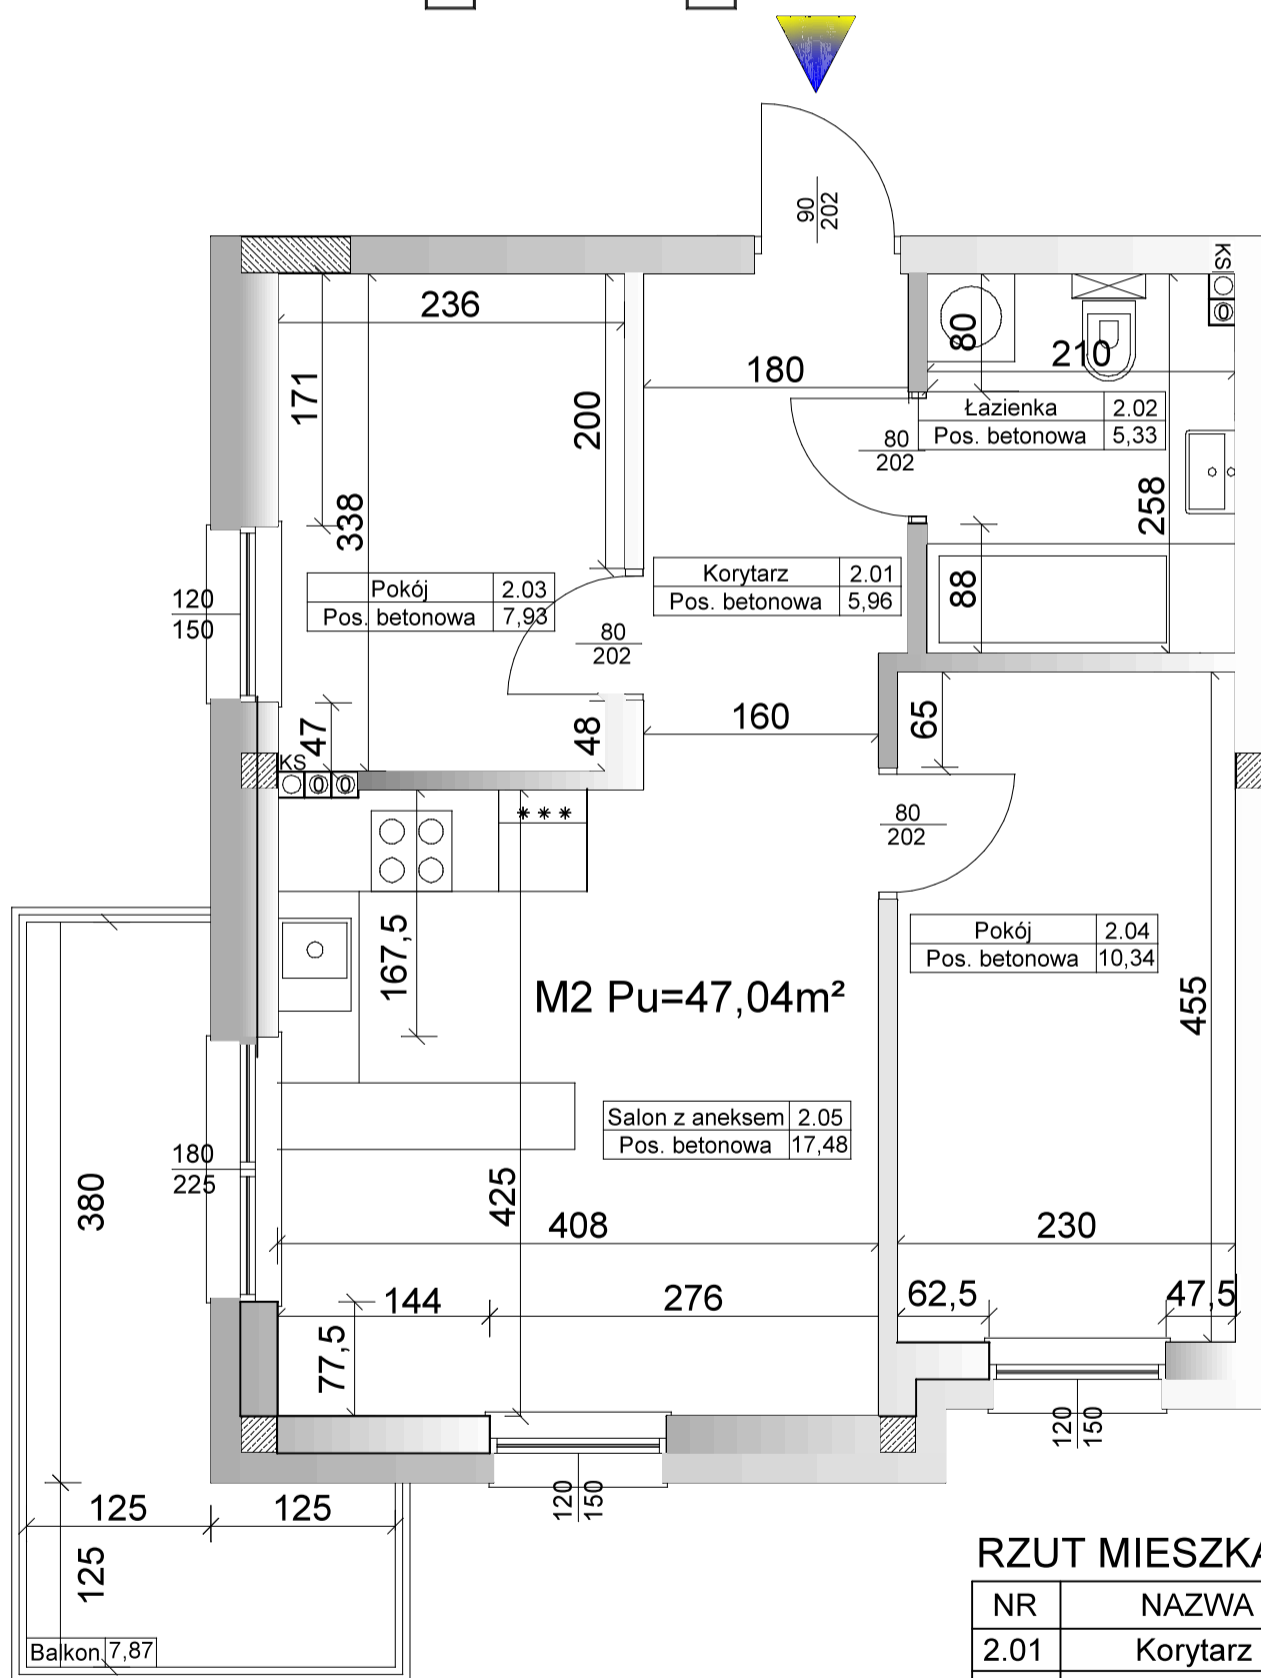 90
202
KS
236
80
210
180
171
200
Łazienka 2.02
Pos. betonowa 5,33
80
202
338
258
Korytarz 2.01
Pos. betonowa 5,96
Pokój 2.03
Pos. betonowa 7,93
88
120
150
80
202
160
65
47
48
KS
0
0 0
* * *
80
202
167,5
Pokój 2.04
Pos. betonowa 10,34
M2 Pu=47,04m²
455
Salon z aneksem 2.05
Pos. betonowa 17,48
180
225
380
425
408
230
144
276
62,5
47,5
77,5
120
150
120
150
125
125
125
Balkon 7,87
RZUT MIESZKA
NR NAZWA
2.01 Korytarz